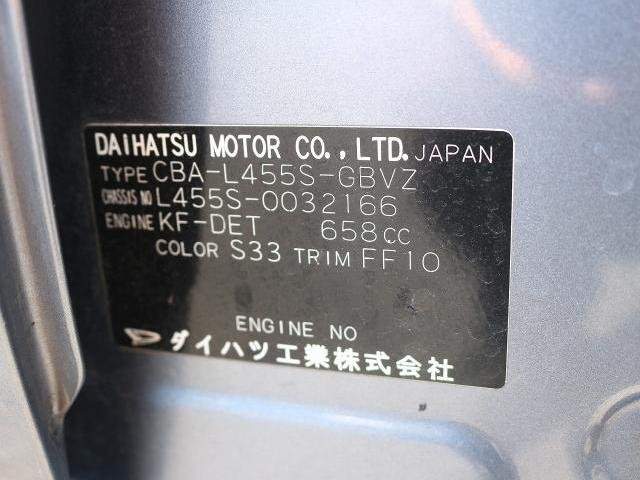 DAIHATSU MOTOR CO., LTD. JAPAN
TYPE CBA-L455S-GBVZ
CHASSIS NO L455S-0032166
ENGINE KF-DET 658cc
COLOR S33 TRIM FF10
ENGINE NO
ダイハツ工業株式会社